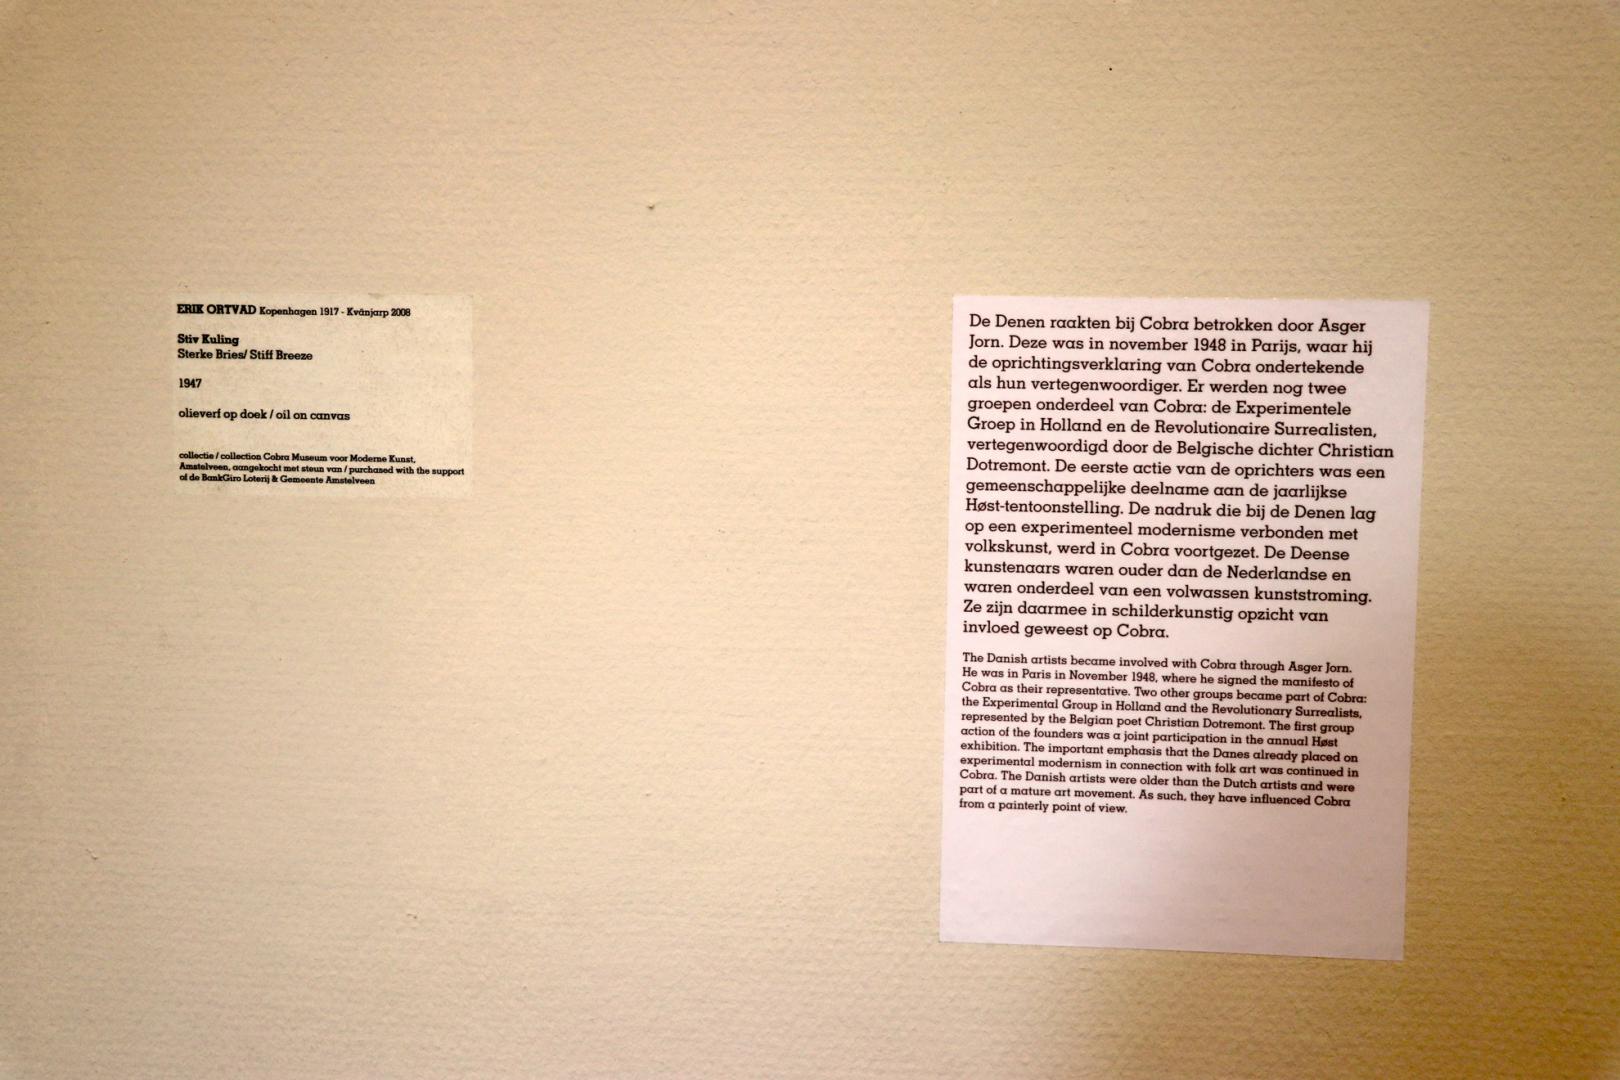 ERIK ORTVAD Kopenhagen 1917 - Kvänjarp 2008
Stiv Kuling
Sterke Bries/ Stiff Breeze
1947
olieverf op doek / oil on canvas
collectie / collection Cobra Museum voor Moderne Kunst,
Amstelveen, aangekocht met steun van / purchased with the support
of de BankGiro Loterij & Gemeente Amstelveen
De Denen raakten bij Cobra betrokken door Asger
Jorn. Deze was in november 1948 in Parijs, waar hij
de oprichtingsverklaring van Cobra ondertekende
als hun vertegenwoordiger. Er werden nog twee
groepen onderdeel van Cobra: de Experimentele
Groep in Holland en de Revolutionaire Surrealisten,
vertegenwoordigd door de Belgische dichter Christian
Dotremont. De eerste actie van de oprichters was een
gemeenschappelijke deelname aan de jaarlijkse
Høst-tentoonstelling. De nadruk die bij de Denen lag
op een experimenteel modernisme verbonden met
volkskunst, werd in Cobra voortgezet. De Deense
kunstenaars waren ouder dan de Nederlandse en
waren onderdeel van een volwassen kunststroming.
Ze zijn daarmee in schilderkunstig opzicht van
invloed geweest op Cobra.
The Danish artists became involved with Cobra through Asger Jorn.
He was in Paris in November 1948, where he signed the manifesto of
Cobra as their representative. Two other groups became part of Cobra:
the Experimental Group in Holland and the Revolutionary Surrealists,
represented by the Belgian poet Christian Dotremont. The first group
action of the founders was a joint participation in the annual Høst
exhibition. The important emphasis that the Danes already placed on
experimental modernism in connection with folk art was continued in
Cobra. The Danish artists were older than the Dutch artists and were
part of a mature art movement. As such, they have influenced Cobra
from a painterly point of view.